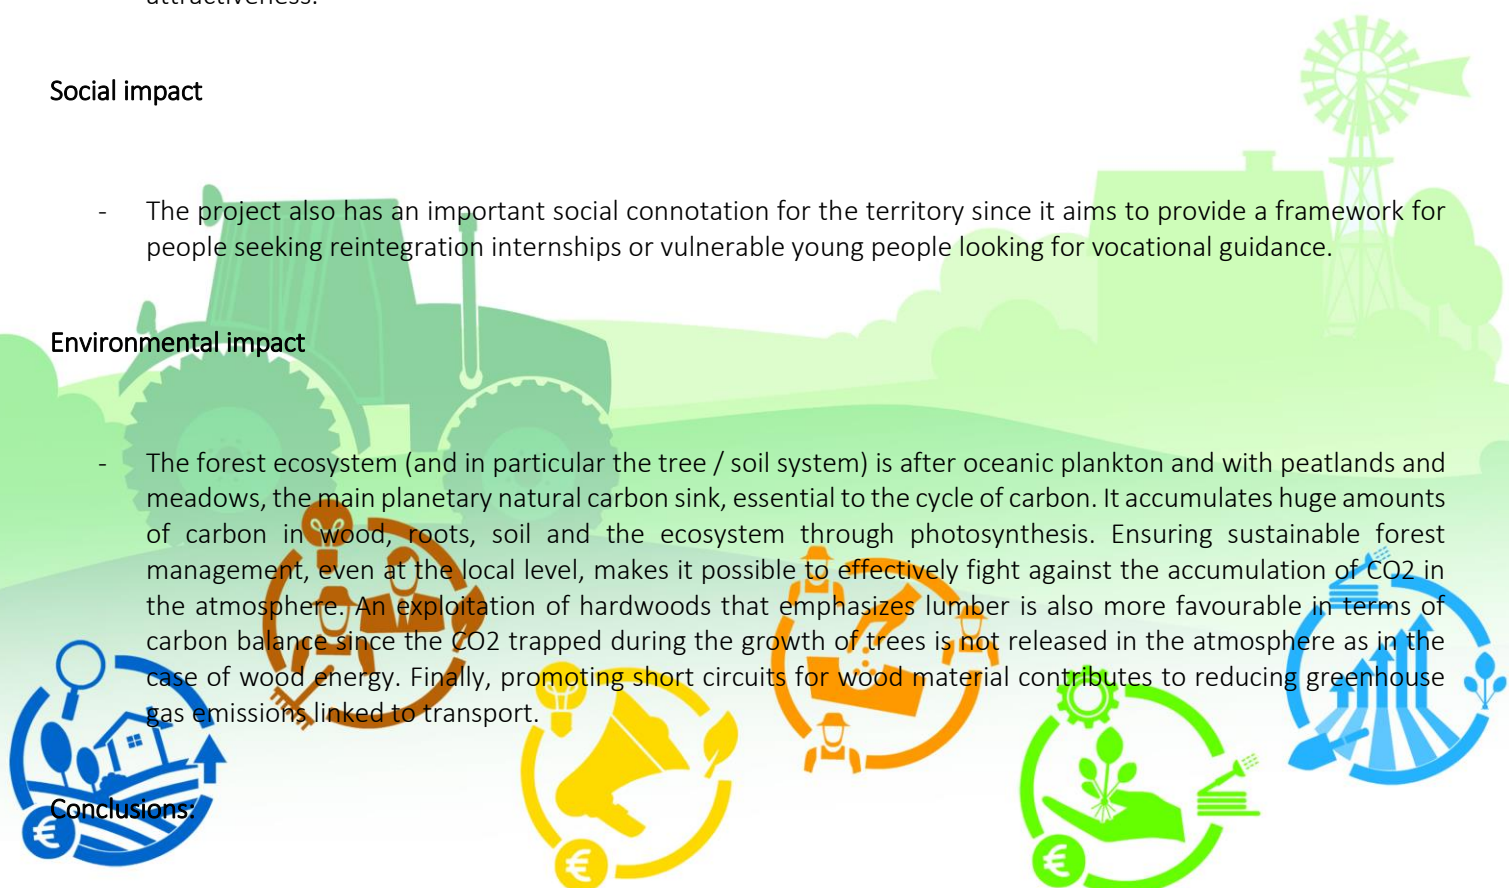 attractiveness.
Social impact
- The project also has an important social connotation for the territory since it aims to provide a framework for
people seeking reintegration internships or vulnerable young people looking for vocational guidance.
Environmental impact
- The forest ecosystem (and in particular the tree / soil system) is after oceanic plankton and with peatlands and
meadows, the main planetary natural carbon sink, essential to the cycle of carbon. It accumulates huge amounts
of carbon in wood, roots, soil and the ecosystem through photosynthesis. Ensuring sustainable forest
management, even at the local level, makes it possible to effectively fight against the accumulation of CO2 in
the atmosphere. An exploitation of hardwoods that emphasizes lumber is also more favourable in terms of
carbon balance since the CO2 trapped during the growth of trees is not released in the atmosphere as in the
case of wood energy. Finally, promoting short circuits for wood material contributes to reducing greenhouse
gas emissions linked to transport.
Conclusions:
€
€
€